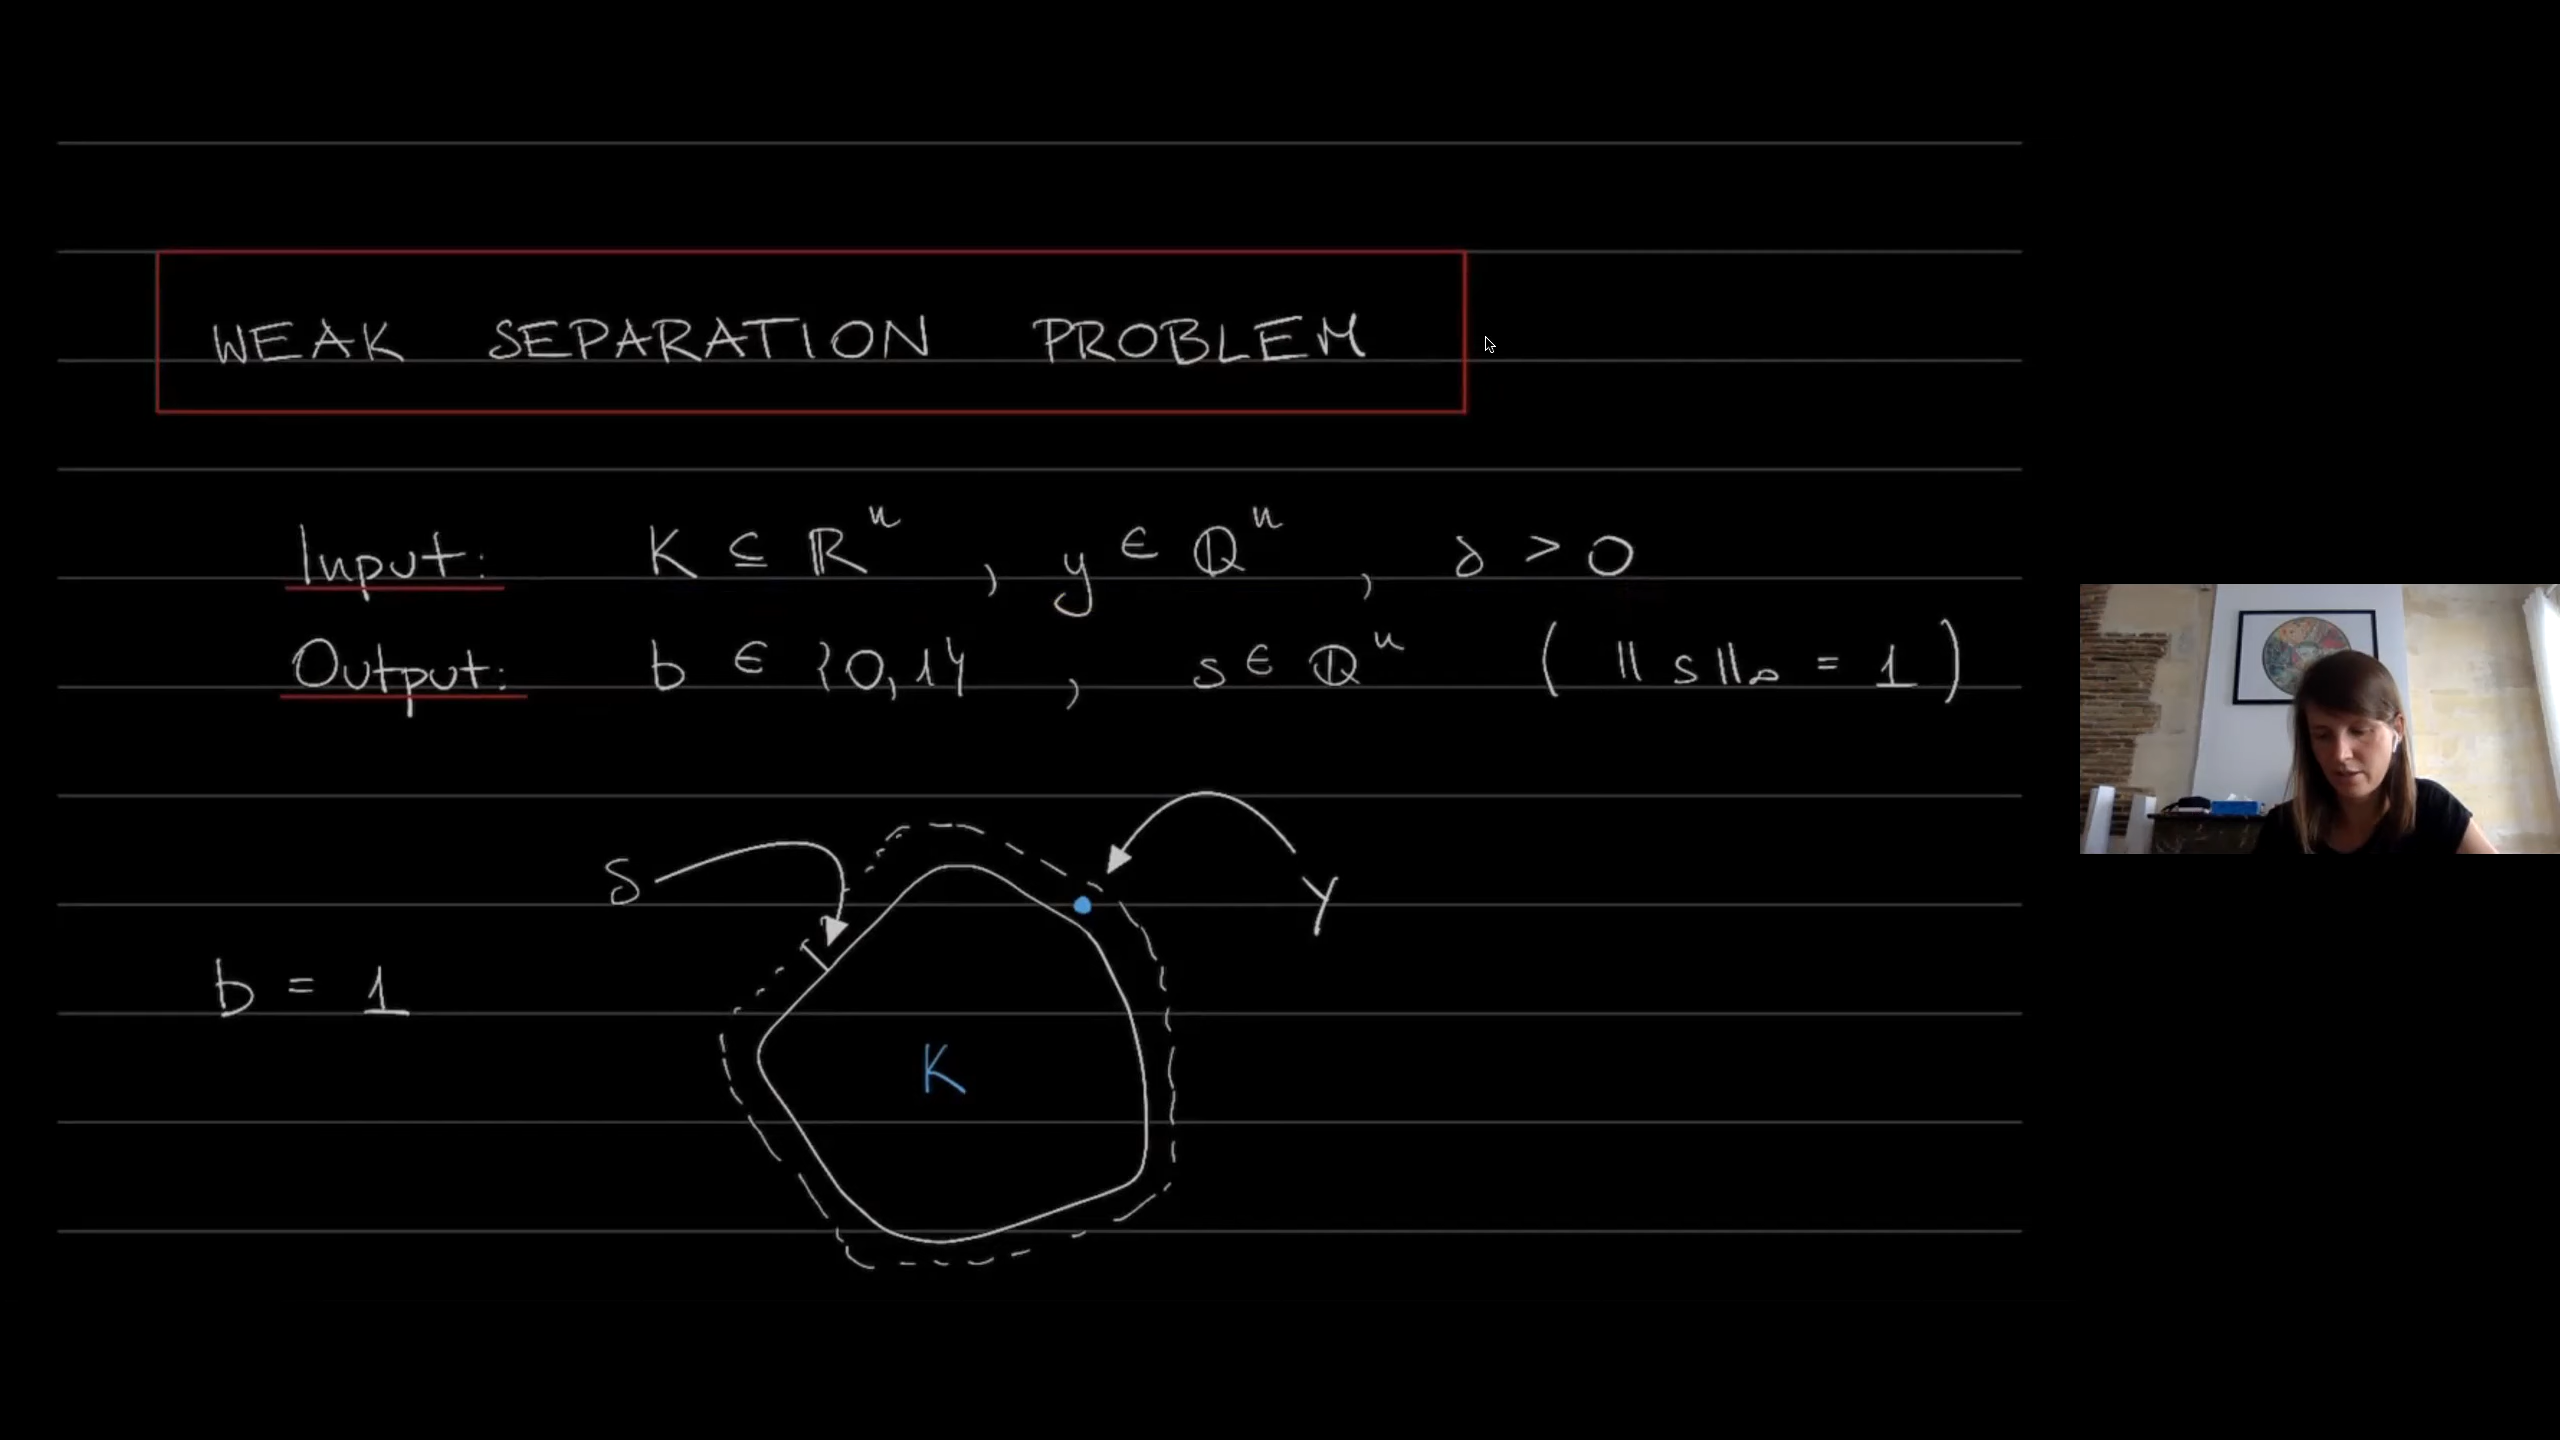 WEAK SEPARATION PROBLEM
Input: K ⊆ ℝⁿ , y ∈ ℚⁿ , δ > 0
Output: b ∈ {0,1} , s ∈ ℚⁿ ( ‖s‖∞ = 1 )
δ
y
b = 1
K